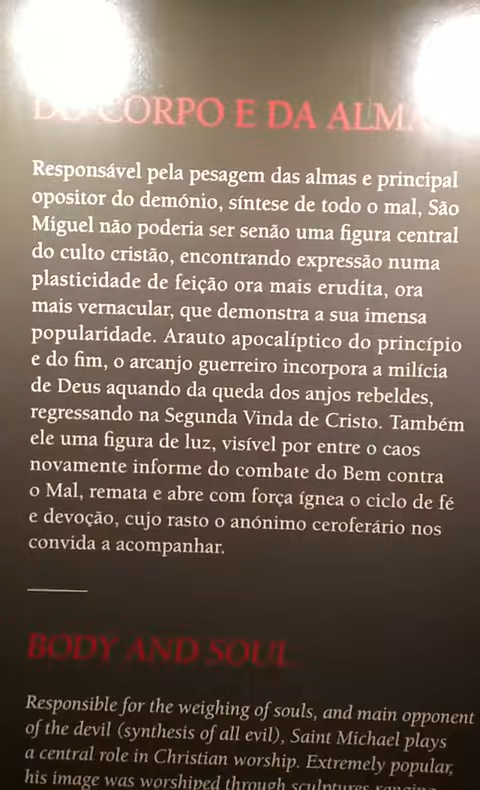 DO CORPO E DA ALMA
Responsável pela pesagem das almas e principal
opositor do demónio, síntese de todo o mal, São
Miguel não poderia ser senão uma figura central
do culto cristão, encontrando expressão numa
plasticidade de feição ora mais erudita, ora
mais vernacular, que demonstra a sua imensa
popularidade. Arauto apocalíptico do princípio
e do fim, o arcanjo guerreiro incorpora a milícia
de Deus aquando da queda dos anjos rebeldes,
regressando na Segunda Vinda de Cristo. Também
ele uma figura de luz, visível por entre o caos
novamente informe do combate do Bem contra
o Mal, remata e abre com força ígnea o ciclo de fé
e devoção, cujo rasto o anónimo ceroferário nos
convida a acompanhar.
BODY AND SOUL
Responsible for the weighing of souls, and main opponent
of the devil (synthesis of all evil), Saint Michael plays
a central role in Christian worship. Extremely popular,
his image was worshiped through sculptures ranging